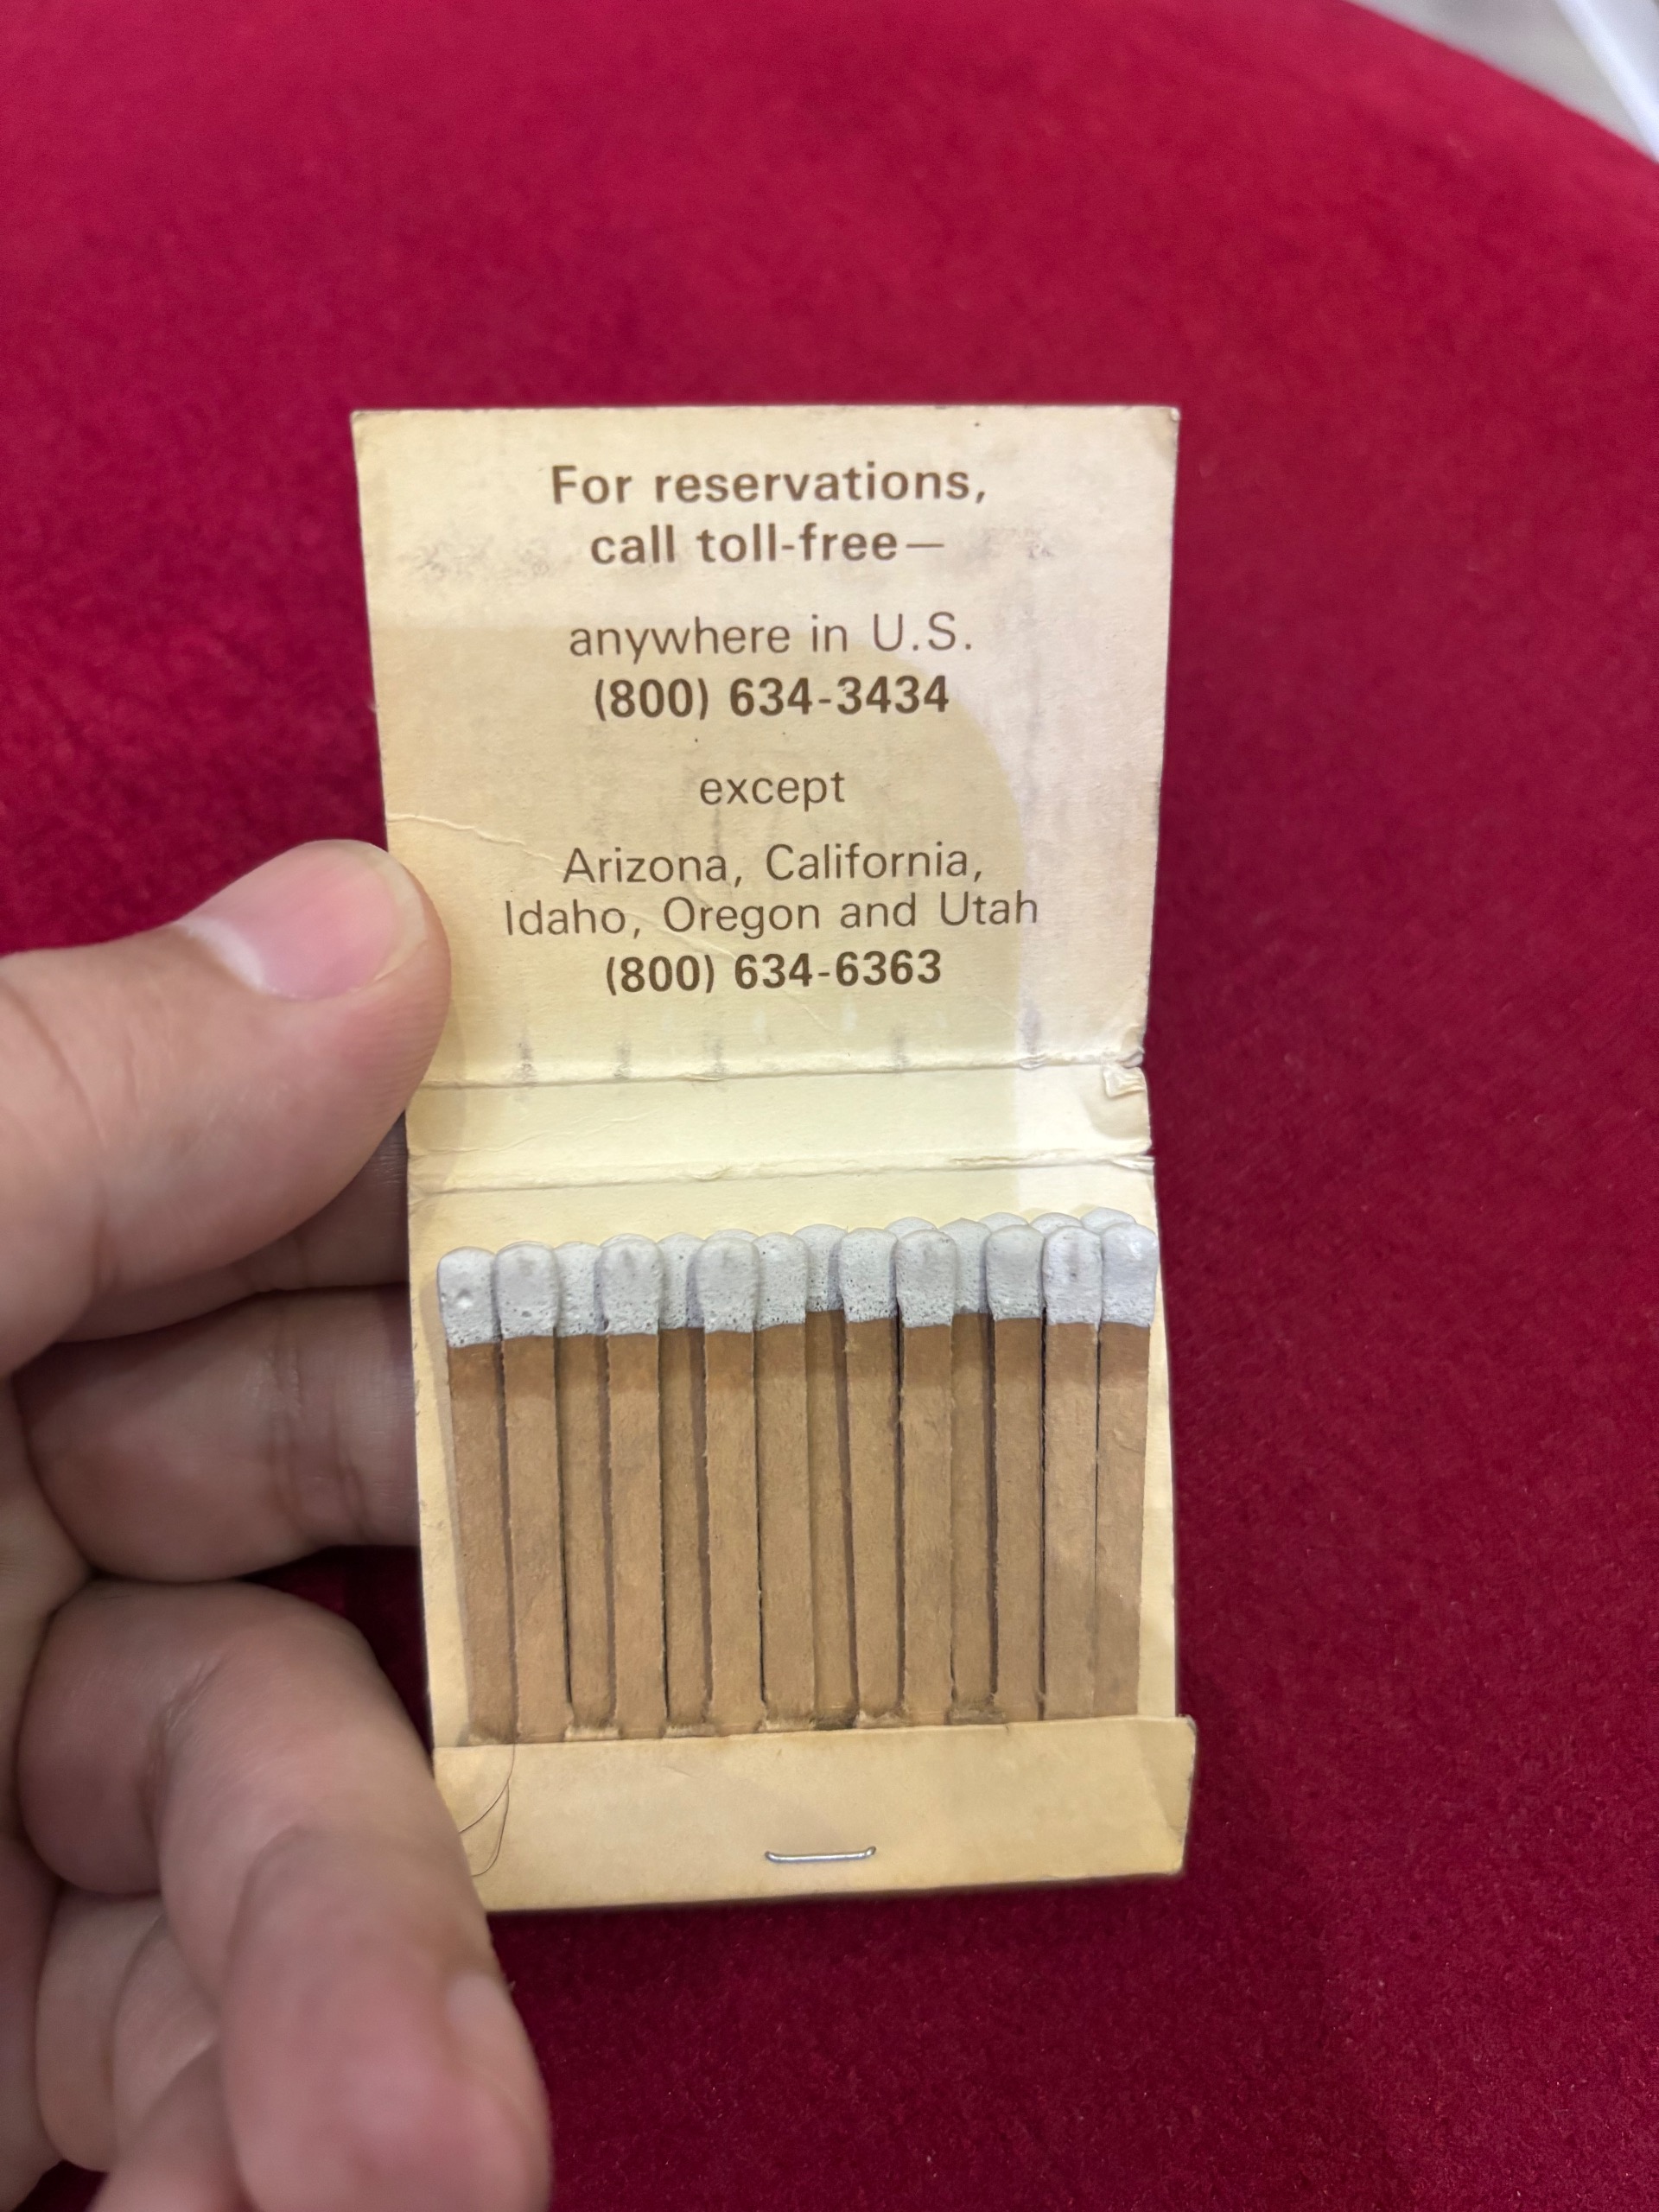 For reservations,
call toll-free—
anywhere in U.S.
(800) 634-3434
except
Arizona, California,
Idaho, Oregon and Utah
(800) 634-6363